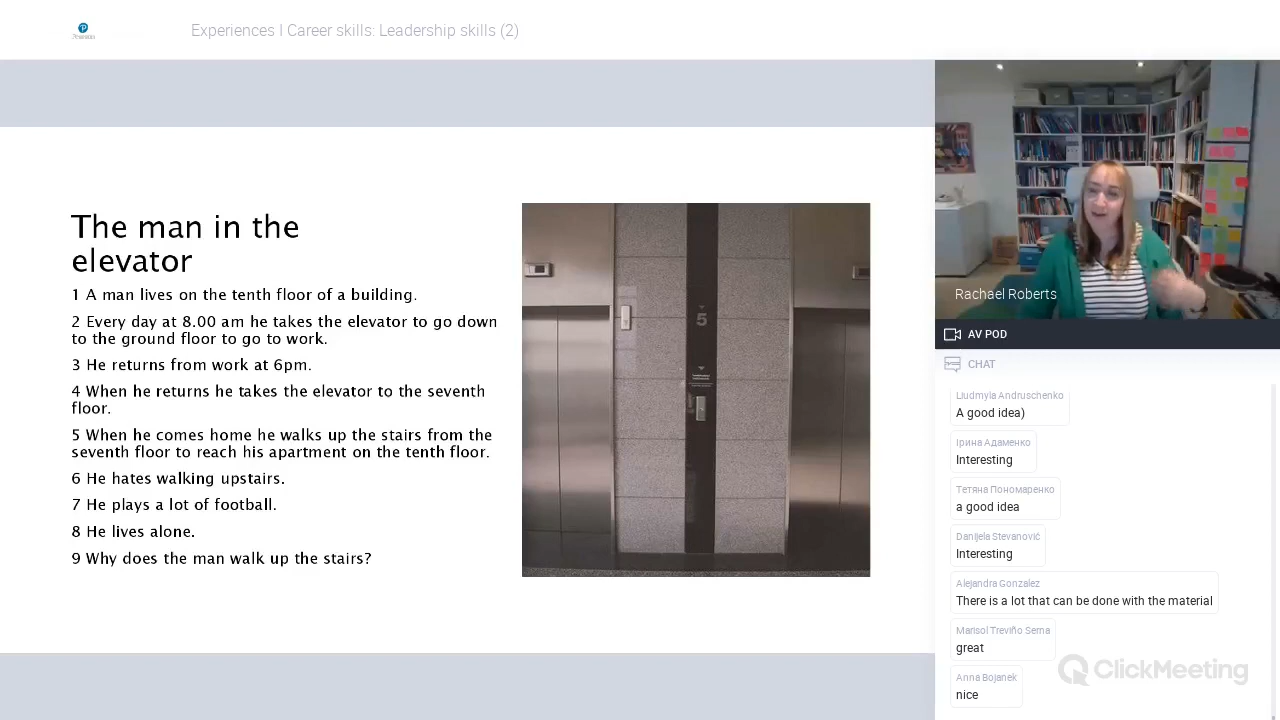 Pearson
Experiences I Career skills: Leadership skills (2)
The man in the
elevator
1 A man lives on the tenth floor of a building.
2 Every day at 8.00 am he takes the elevator to go down
to the ground floor to go to work.
3 He returns from work at 6pm.
4 When he returns he takes the elevator to the seventh
floor.
5 When he comes home he walks up the stairs from the
seventh floor to reach his apartment on the tenth floor.
6 He hates walking upstairs.
7 He plays a lot of football.
8 He lives alone.
9 Why does the man walk up the stairs?
5
Rachael Roberts
AV POD
CHAT
Liudmyla Andruschenko
A good idea)
Ірина Адаменко
Interesting
Тетяна Пономаренко
a good idea
Danijela Stevanović
Interesting
Alejandra Gonzalez
There is a lot that can be done with the material
Marisol Treviño Serna
great
Anna Bojanek
nice
ClickMeeting